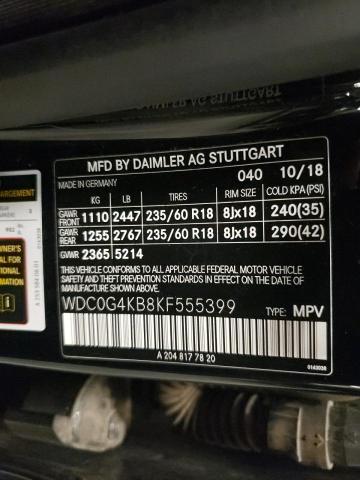 MFD BY DAIMLER AG STUTTGART
MADE IN GERMANY 040 10/18
KG LB TIRES RIM SIZE COLD KPA(PSI)
GAWR FRONT 1110 2447 235/60 R18 8Jx18 240(35)
GAWR REAR 1255 2767 235/60 R18 8Jx18 290(42)
GVWR 2365 5214
THIS VEHICLE CONFORMS TO ALL APPLICABLE FEDERAL MOTOR VEHICLE SAFETY, BUMPER, AND THEFT PREVENTION STANDARDS IN EFFECT ON THE DATE OF MANUFACTURE SHOWN ABOVE.
WDC0G4KB8KF555399 TYPE: MPV
A 204 817 78 20